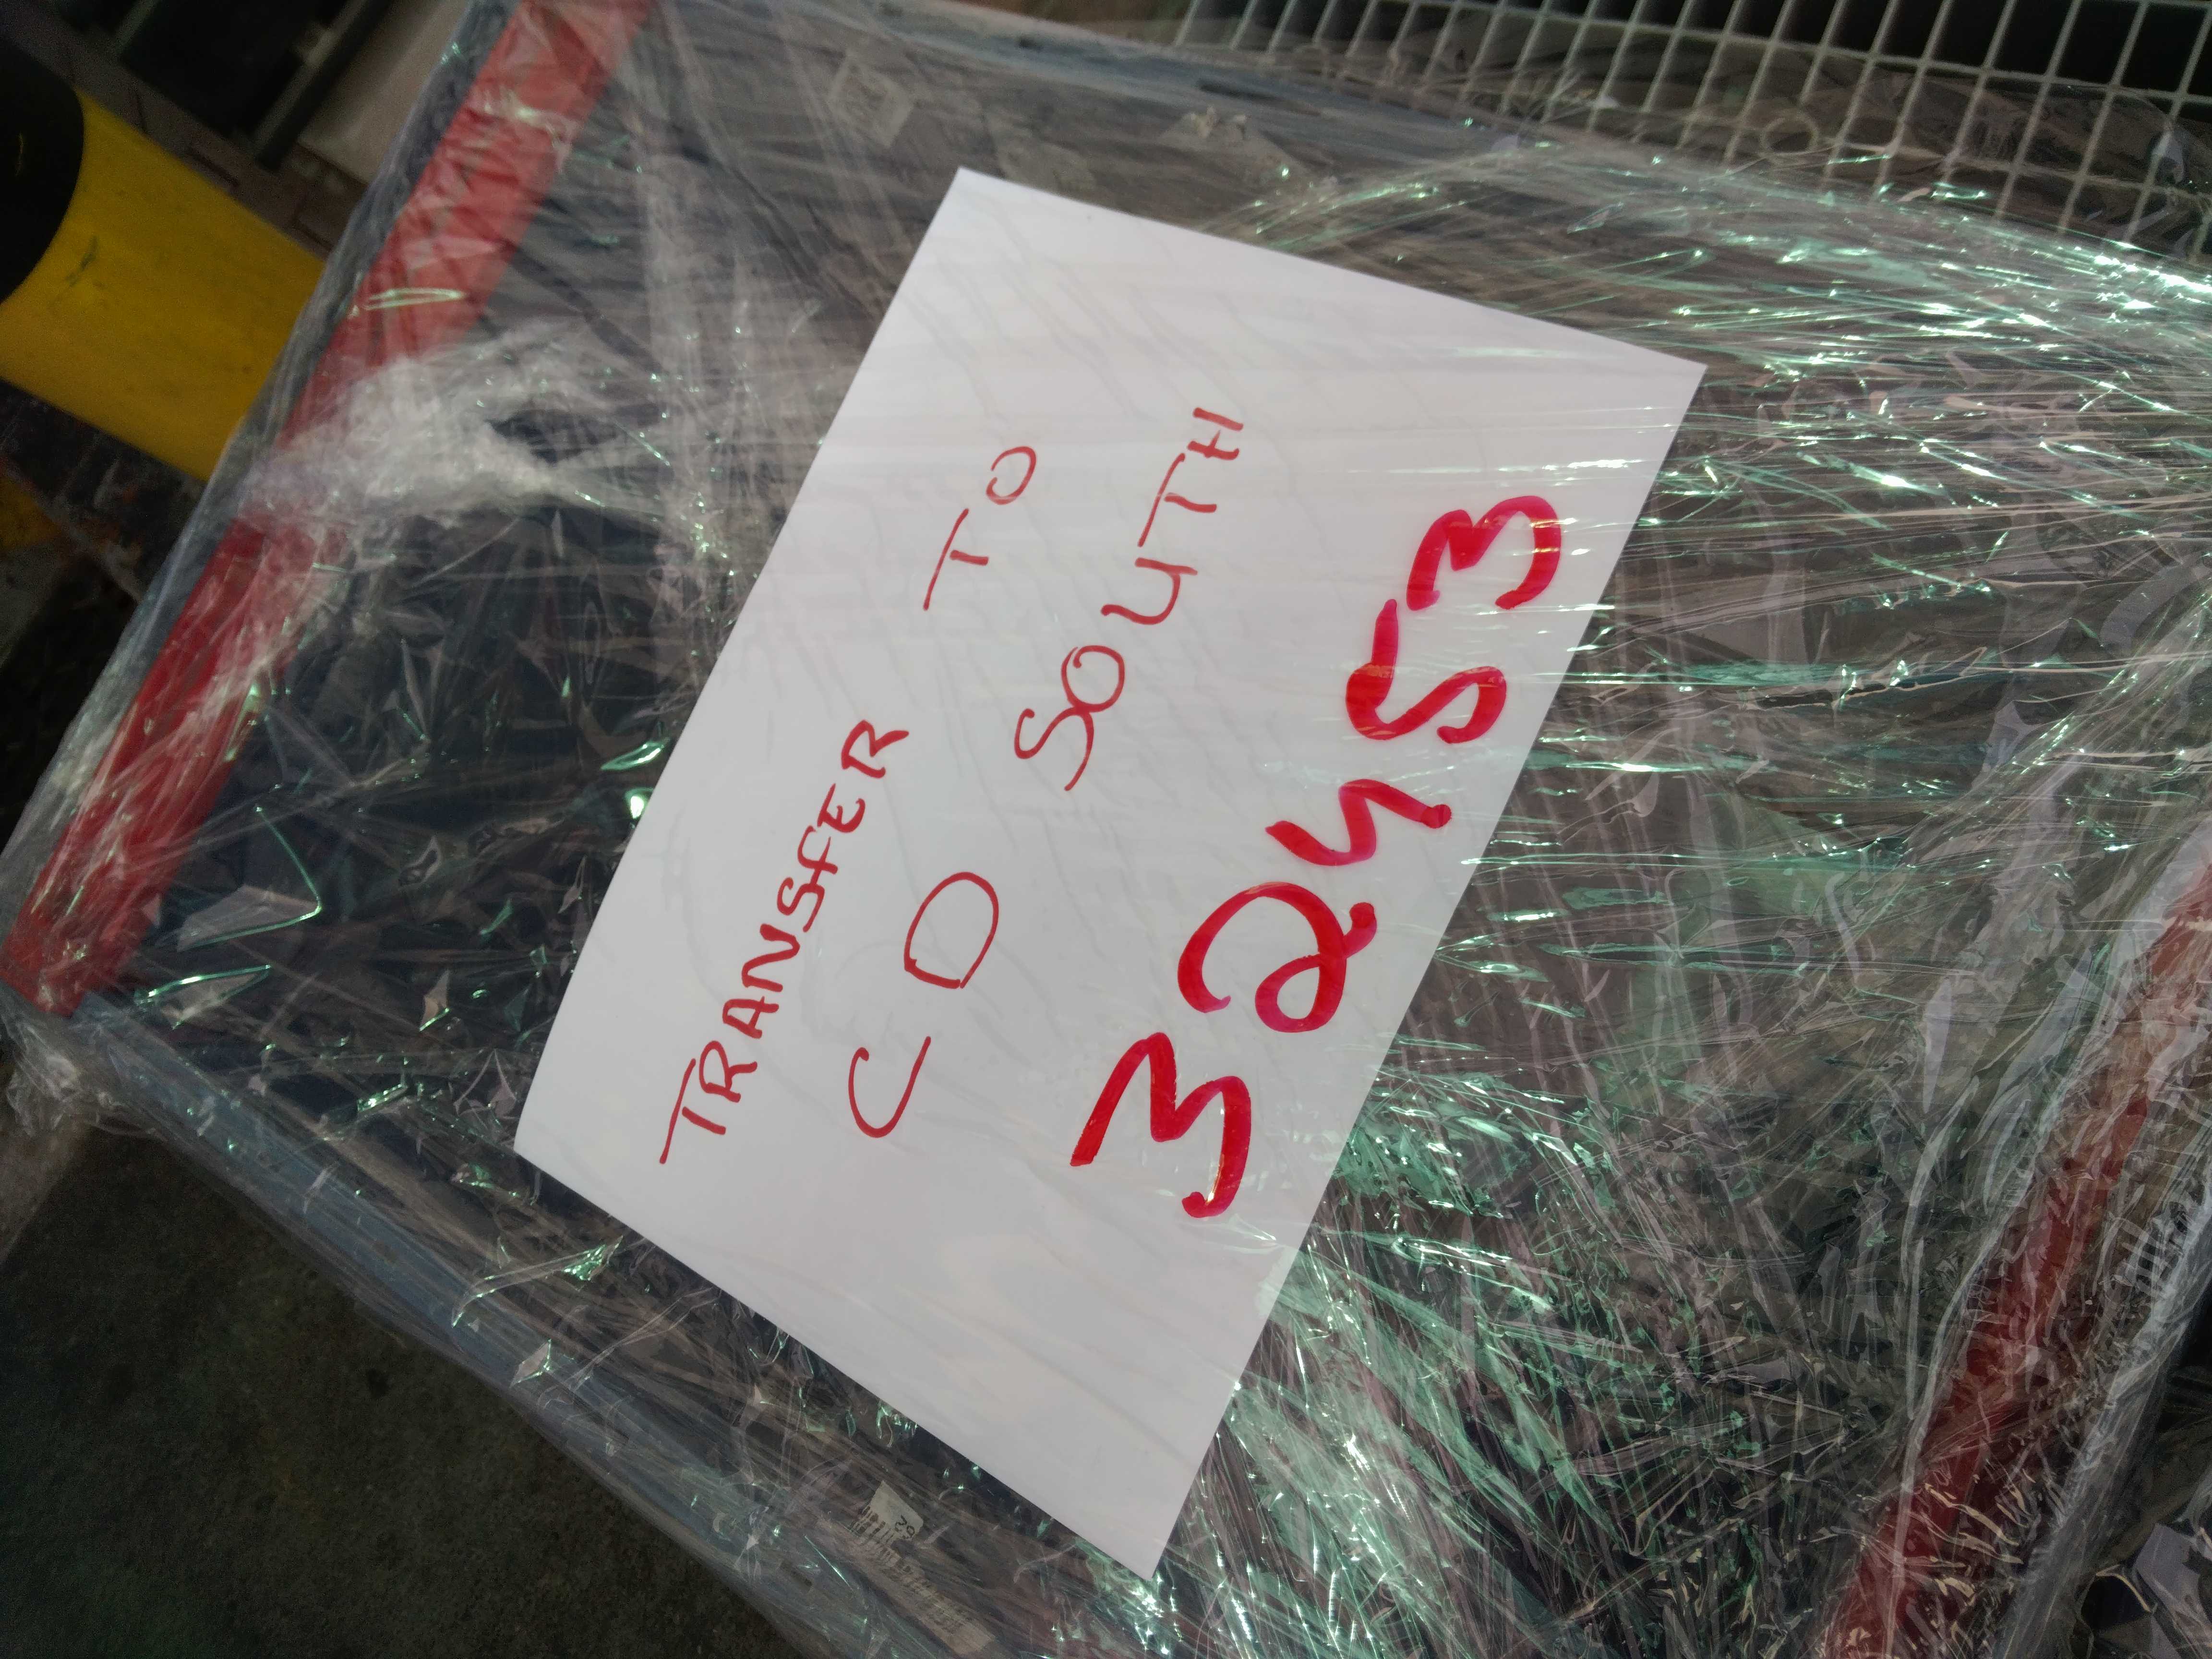 TRANSFER TO
CD SOUTH
32453